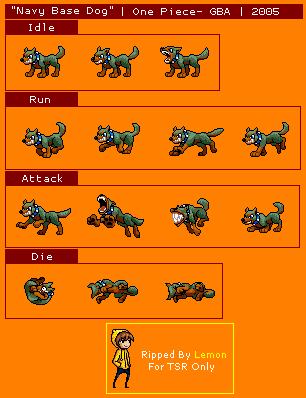 "Navy Base Dog" | One Piece- GBA | 2005
Idle
Run
Attack
Die
Ripped By Lemon
For TSR Only